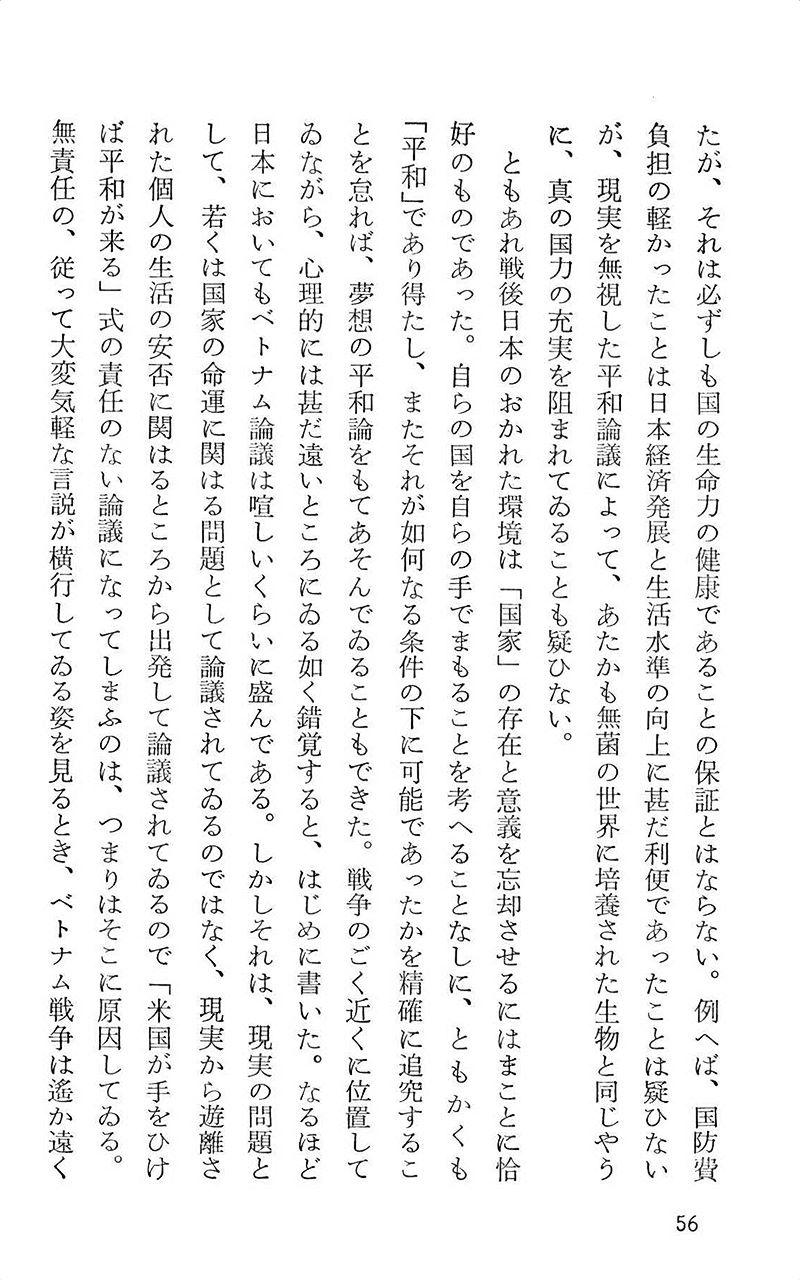 たが、それは必ずしも国の生命力の健康であることの保証とはならない。例へば、国防費
負担の軽かったことは日本経済発展と生活水準の向上に甚だ利便であったことは疑ひない
が、現実を無視した平和論議によって、あたかも無菌の世界に培養された生物と同じやう
に、真の国力の充実を阻まれてゐることも疑ひない。
ともあれ戦後日本のおかれた環境は「国家」の存在と意義を忘却させるにはまことに恰
好のものであった。自らの国を自らの手でまもることを考へることなしに、ともかくも
「平和」であり得たし、またそれが如何なる条件の下に可能であったかを精確に追究するこ
とを怠れば、夢想の平和論をもてあそんでゐることもできた。戦争のごく近くに位置して
ゐながら、心理的には甚だ遠いところにゐる如く錯覚すると、はじめに書いた。なるほど
日本においてもベトナム論議は喧しいくらいに盛んである。しかしそれは、現実の問題と
して、若くは国家の命運に関はる問題として論議されてゐるのではなく、現実から遊離さ
れた個人の生活の安否に関はるところから出発して論議されてゐるので「米国が手をひけ
ば平和が来る」式の責任のない論議になってしまふのは、つまりはそこに原因してゐる。
無責任の、従って大変気軽な言説が横行してゐる姿を見るとき、ベトナム戦争は遙か遠く
56